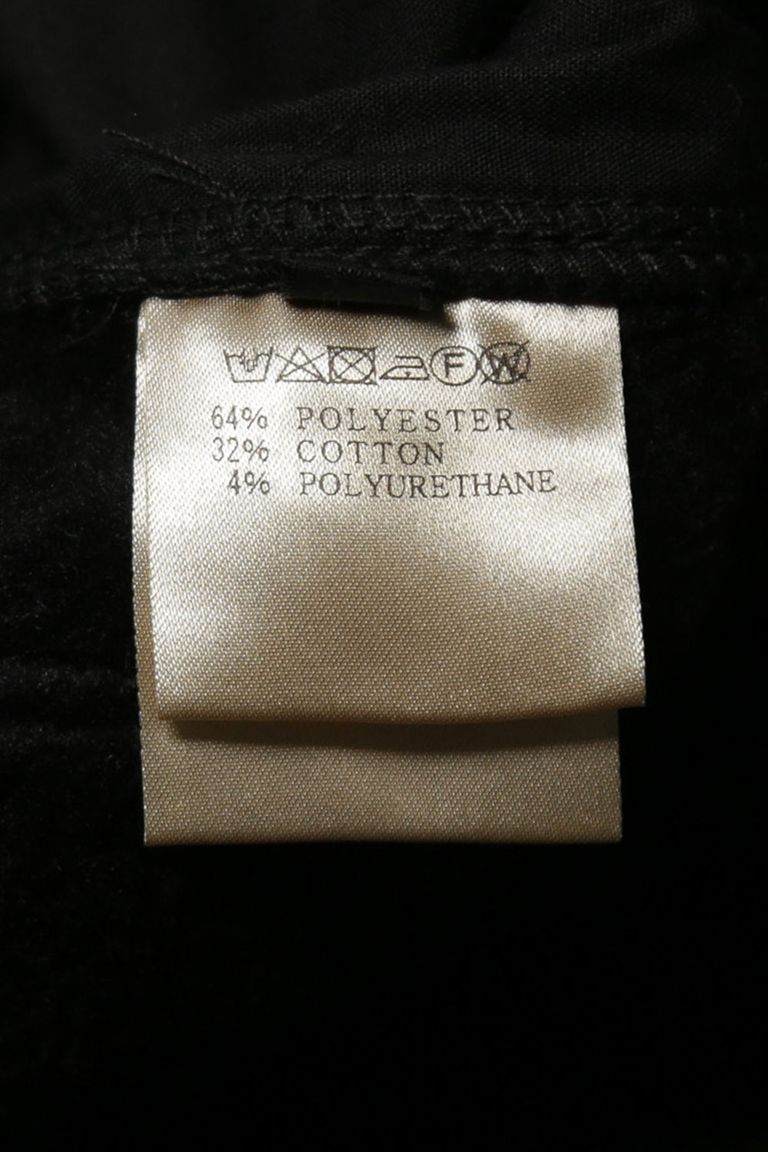 F W
64% POLYESTER
32% COTTON
4% POLYURETHANE